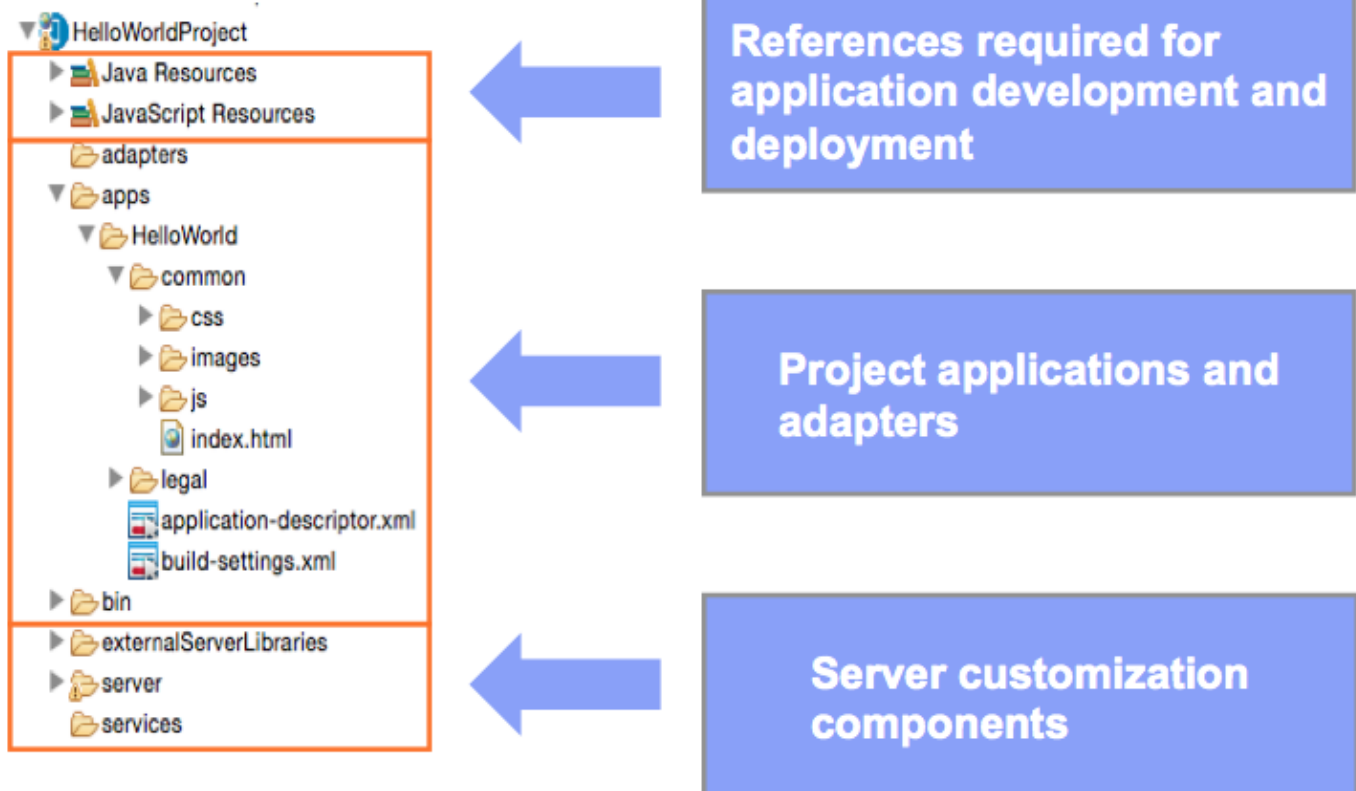 HelloWorldProject
Java Resources
JavaScript Resources
adapters
apps
HelloWorld
common
css
images
js
index.html
legal
application-descriptor.xml
build-settings.xml
bin
externalServerLibraries
server
services
References required for
application development and
deployment
Project applications and
adapters
Server customization
components